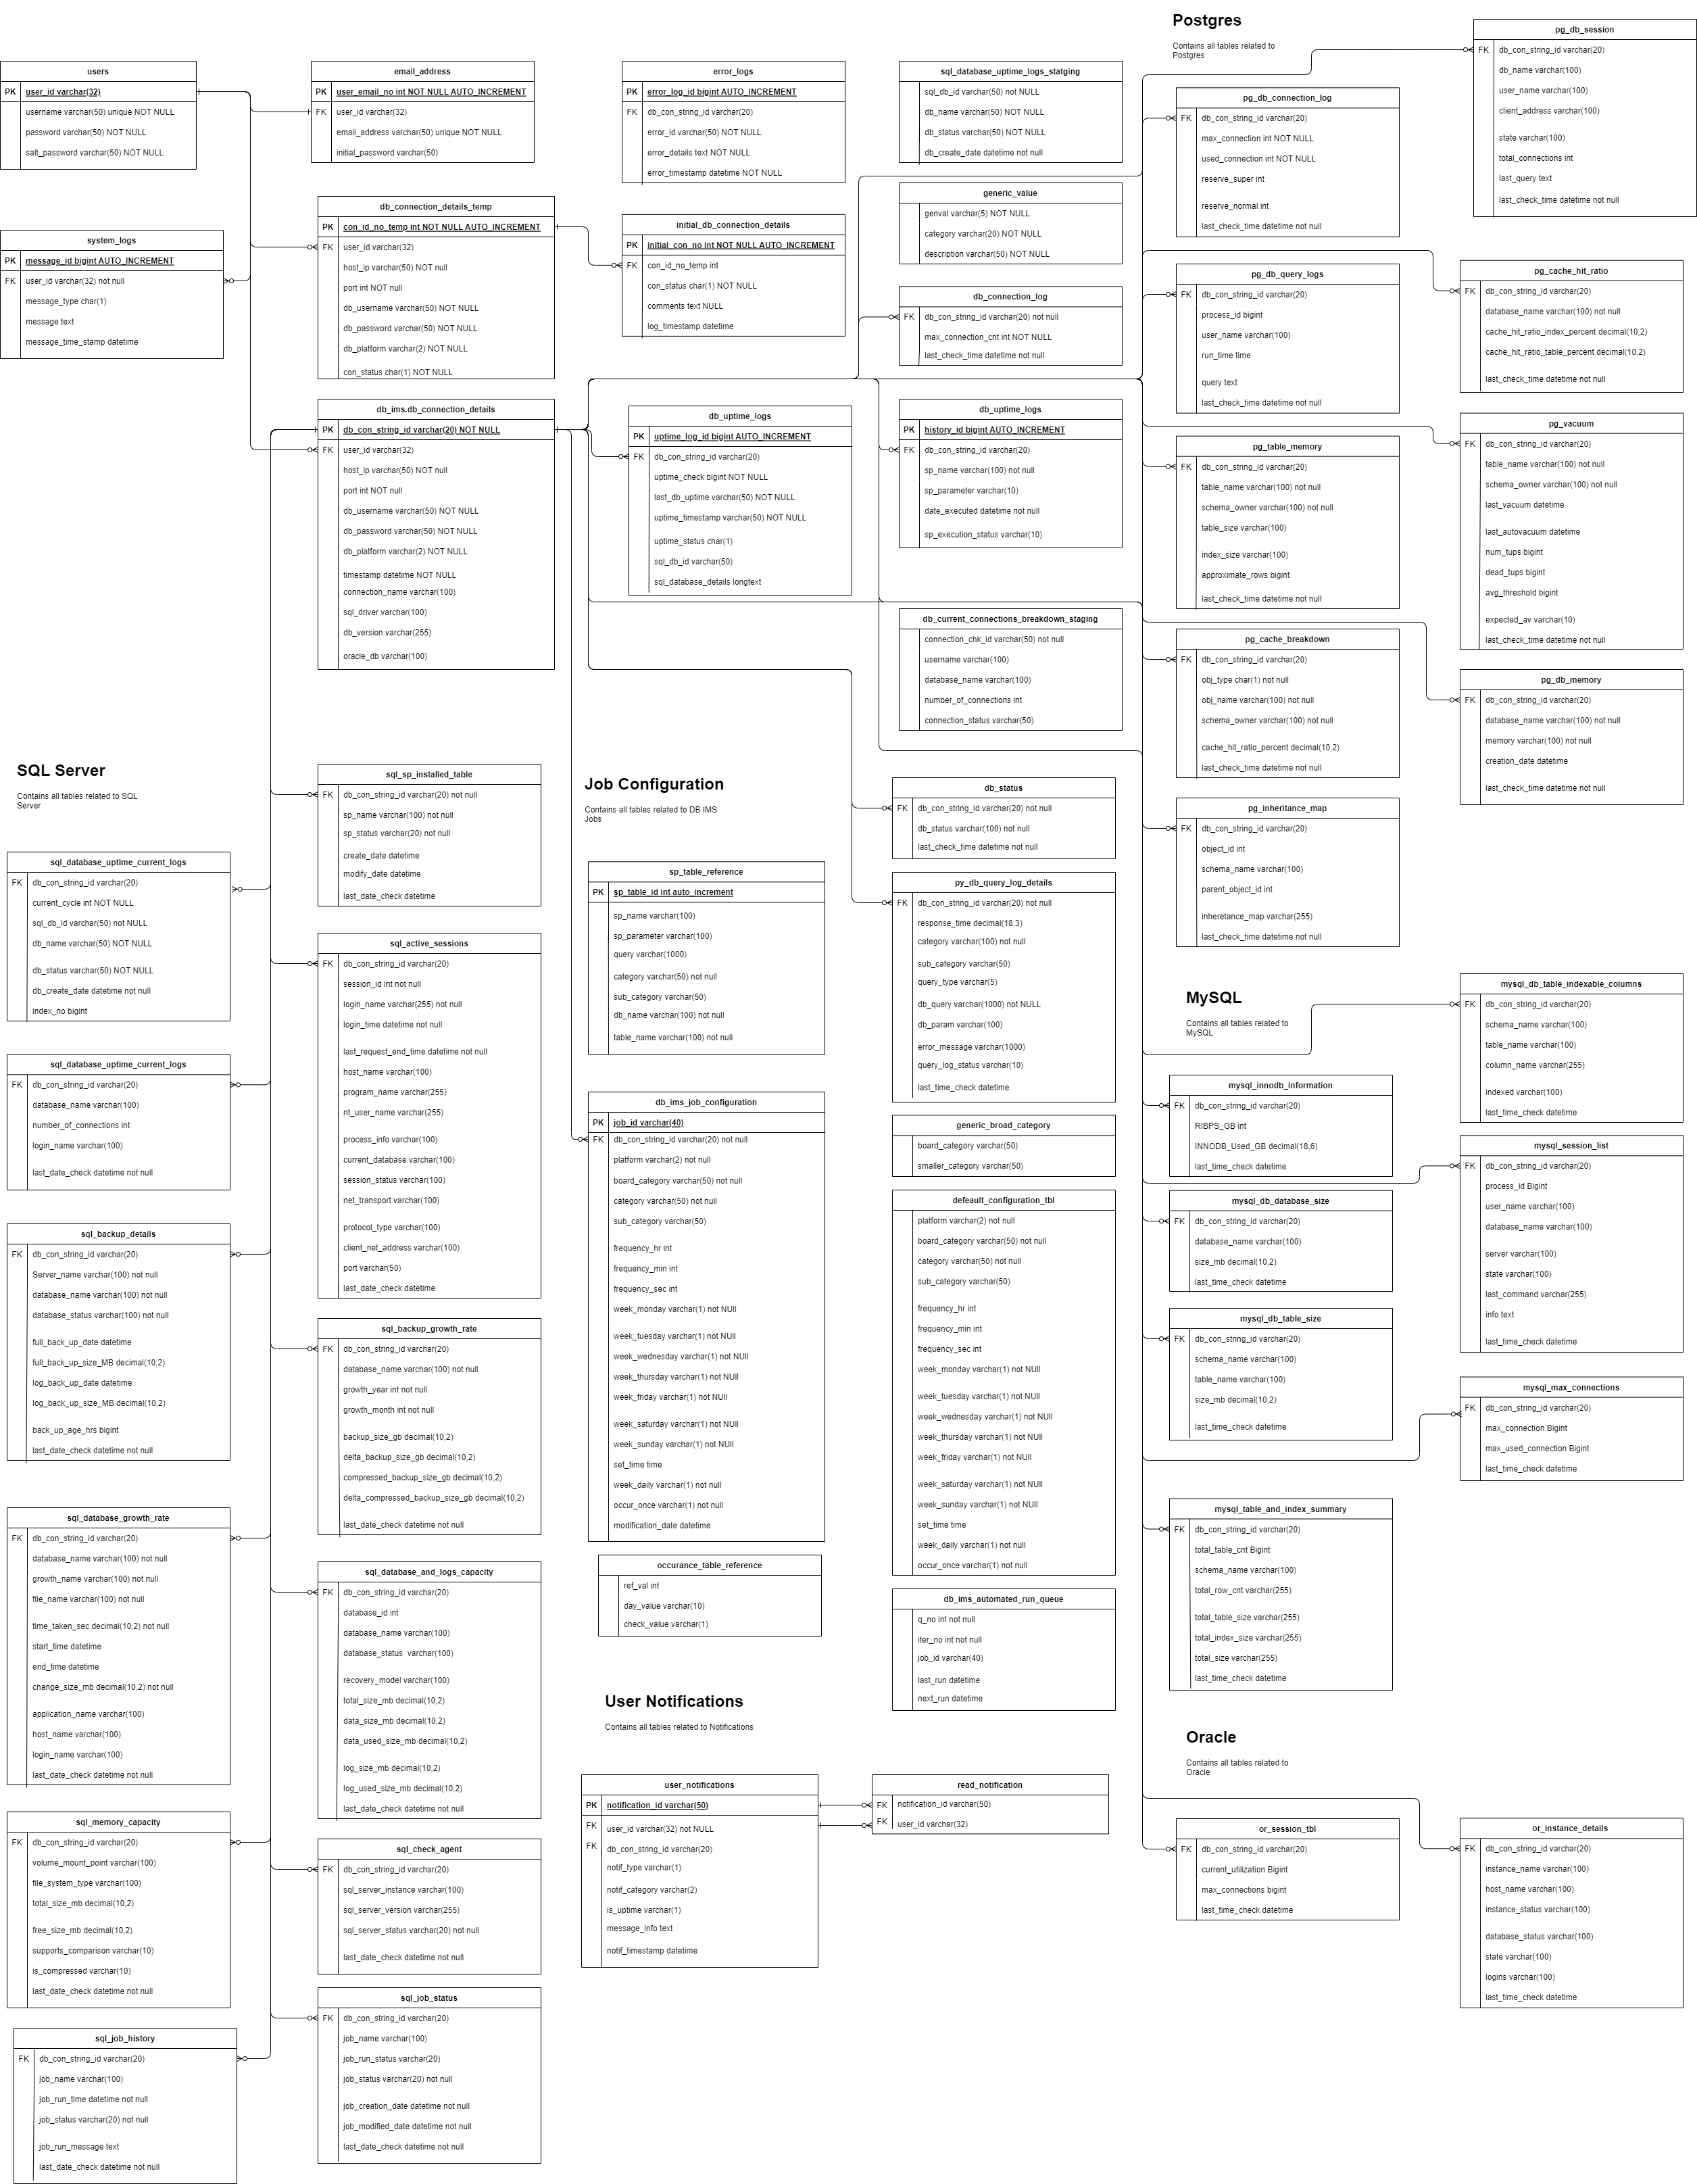 Postgres
Contains all tables related to
Postgres
pg_db_session
FK db_con_string_id varchar(20)
db_name varchar(100)
user_name varchar(100)
client_address varchar(100)
state varchar(100)
total_connections int
last_query text
last_check_time datetime not null
users
PK user_id varchar(32)
username varchar(50) unique NOT NULL
password varchar(50) NOT NULL
salt_password varchar(50) NOT NULL
email_address
PK user_email_no int NOT NULL AUTO_INCREMENT
FK user_id varchar(32)
email_address varchar(50) unique NOT NULL
initial_password varchar(50)
error_logs
PK error_log_id bigint AUTO_INCREMENT
FK db_con_string_id varchar(20)
error_id varchar(50) NOT NULL
error_details text NOT NULL
error_timestamp datetime NOT NULL
sql_database_uptime_logs_statging
sql_db_id varchar(50) not NULL
db_name varchar(50) NOT NULL
db_status varchar(50) NOT NULL
db_create_date datetime not null
pg_db_connection_log
FK db_con_string_id varchar(20)
max_connection int NOT NULL
used_connection int NOT NULL
reserve_super int
reserve_normal int
last_check_time datetime not null
generic_value
genval varchar(5) NOT NULL
category varchar(20) NOT NULL
description varchar(50) NOT NULL
system_logs
PK message_id bigint AUTO_INCREMENT
FK user_id varchar(32) not null
message_type char(1)
message text
message_time_stamp datetime
db_connection_details_temp
PK con_id_no_temp int NOT NULL AUTO_INCREMENT
FK user_id varchar(32)
host_ip varchar(50) NOT null
port int NOT null
db_username varchar(50) NOT NULL
db_password varchar(50) NOT NULL
db_platform varchar(2) NOT NULL
con_status char(1) NOT NULL
initial_db_connection_details
PK initial_con_no int NOT NULL AUTO_INCREMENT
FK con_id_no_temp int
con_status char(1) NOT NULL
comments text NULL
log_timestamp datetime
db_connection_log
FK db_con_string_id varchar(20) not null
max_connection_cnt int NOT NULL
last_check_time datetime not null
pg_db_query_logs
FK db_con_string_id varchar(20)
process_id bigint
user_name varchar(100)
run_time time
query text
last_check_time datetime not null
pg_cache_hit_ratio
FK db_con_string_id varchar(20)
database_name varchar(100) not null
cache_hit_ratio_index_percent decimal(10,2)
cache_hit_ratio_table_percent decimal(10,2)
last_check_time datetime not null
db_ims.db_connection_details
PK db_con_string_id varchar(20) NOT NULL
FK user_id varchar(32)
host_ip varchar(50) NOT null
port int NOT null
db_username varchar(50) NOT NULL
db_password varchar(50) NOT NULL
db_platform varchar(2) NOT NULL
timestamp datetime NOT NULL
connection_name varchar(100)
sql_driver varchar(100)
db_version varchar(255)
oracle_db varchar(100)
db_uptime_logs
PK uptime_log_id bigint AUTO_INCREMENT
FK db_con_string_id varchar(20)
uptime_check bigint NOT NULL
last_db_uptime varchar(50) NOT NULL
uptime_timestamp varchar(50) NOT NULL
uptime_status char(1)
sql_db_id varchar(50)
sql_database_details longtext
db_uptime_logs
PK history_id bigint AUTO_INCREMENT
FK db_con_string_id varchar(20)
sp_name varchar(100) not null
sp_parameter varchar(10)
date_executed datetime not null
sp_execution_status varchar(10)
pg_table_memory
FK db_con_string_id varchar(20)
table_name varchar(100) not null
schema_owner varchar(100) not null
table_size varchar(100)
index_size varchar(100)
approximate_rows bigint
last_check_time datetime not null
pg_vacuum
FK db_con_string_id varchar(20)
table_name varchar(100) not null
schema_owner varchar(100) not null
last_vacuum datetime
last_autovacuum datetime
num_tups bigint
dead_tups bigint
avg_threshold bigint
expected_av varchar(10)
last_check_time datetime not null
db_current_connections_breakdown_staging
connection_chk_id varchar(50) not null
username varchar(100)
database_name varchar(100)
number_of_connections int
connection_status varchar(50)
pg_cache_breakdown
FK db_con_string_id varchar(20)
obj_type char(1) not null
obj_name varchar(100) not null
schema_owner varchar(100) not null
cache_hit_ratio_percent decimal(10,2)
last_check_time datetime not null
pg_db_memory
FK db_con_string_id varchar(20)
database_name varchar(100) not null
memory varchar(100) not null
creation_date datetime
last_check_time datetime not null
SQL Server
Contains all tables related to SQL
Server
sql_sp_installed_table
FK db_con_string_id varchar(20) not null
sp_name varchar(100) not null
sp_status varchar(20) not null
create_date datetime
modify_date datetime
last_date_check datetime
Job Configuration
Contains all tables related to DB IMS
Jobs
db_status
FK db_con_string_id varchar(20) not null
db_status varchar(100) not null
last_check_time datetime not null
pg_inheritance_map
FK db_con_string_id varchar(20)
object_id int
schema_name varchar(100)
parent_object_id int
inheretance_map varchar(255)
last_check_time datetime not null
sql_database_uptime_current_logs
FK db_con_string_id varchar(20)
current_cycle int NOT NULL
sql_db_id varchar(50) not NULL
db_name varchar(50) NOT NULL
db_status varchar(50) NOT NULL
db_create_date datetime not null
index_no bigint
sp_table_reference
PK sp_table_id int auto_increment
sp_name varchar(100)
sp_parameter varchar(100)
query varchar(1000)
category varchar(50) not null
sub_category varchar(50)
db_name varchar(100) not null
table_name varchar(100) not null
py_db_query_log_details
FK db_con_string_id varchar(20) not null
response_time decimal(18,3)
category varchar(100) not null
sub_category varchar(50)
query_type varchar(5)
db_query varchar(1000) not NULL
db_param varchar(100)
error_message varchar(1000)
query_log_status varchar(10)
last_time_check datetime
sql_active_sessions
FK db_con_string_id varchar(20)
session_id int not null
login_name varchar(255) not null
login_time datetime not null
last_request_end_time datetime not null
host_name varchar(100)
program_name varchar(255)
nt_user_name varchar(255)
process_info varchar(100)
current_database varchar(100)
session_status varchar(100)
net_transport varchar(100)
protocol_type varchar(100)
client_net_address varchar(100)
port varchar(50)
last_date_check datetime
MySQL
Contains all tables related to
MySQL
mysql_db_table_indexable_columns
FK db_con_string_id varchar(20)
schema_name varchar(100)
table_name varchar(100)
column_name varchar(255)
indexed varchar(100)
last_time_check datetime
sql_database_uptime_current_logs
FK db_con_string_id varchar(20)
database_name varchar(100)
number_of_connections int
login_name varchar(100)
last_date_check datetime not null
mysql_innodb_information
FK db_con_string_id varchar(20)
RIBPS_GB int
INNODB_Used_GB decimal(18,6)
last_time_check datetime
db_ims_job_configuration
PK job_id varchar(40)
FK db_con_string_id varchar(20) not null
platform varchar(2) not null
board_category varchar(50) not null
category varchar(50) not null
sub_category varchar(50)
frequency_hr int
frequency_min int
frequency_sec int
week_monday varchar(1) not NUll
week_tuesday varchar(1) not NUll
week_wednesday varchar(1) not NUll
week_thursday varchar(1) not NUll
week_friday varchar(1) not NUll
week_saturday varchar(1) not NUll
week_sunday varchar(1) not NUll
set_time time
week_daily varchar(1) not null
occur_once varchar(1) not null
modification_date datetime
generic_broad_category
board_category varchar(50)
smaller_category varchar(50)
mysql_session_list
FK db_con_string_id varchar(20)
process_id Bigint
user_name varchar(100)
database_name varchar(100)
server varchar(100)
state varchar(100)
last_command varchar(255)
info text
last_time_check datetime
defeault_configuration_tbl
platform varchar(2) not null
board_category varchar(50) not null
category varchar(50) not null
sub_category varchar(50)
frequency_hr int
frequency_min int
frequency_sec int
week_monday varchar(1) not NUll
week_tuesday varchar(1) not NUll
week_wednesday varchar(1) not NUll
week_thursday varchar(1) not NUll
week_friday varchar(1) not NUll
week_saturday varchar(1) not NUll
week_sunday varchar(1) not NUll
set_time time
week_daily varchar(1) not null
occur_once varchar(1) not null
mysql_db_database_size
FK db_con_string_id varchar(20)
database_name varchar(100)
size_mb decimal(10,2)
last_time_check datetime
sql_backup_details
FK db_con_string_id varchar(20)
Server_name varchar(100) not null
database_name varchar(100) not null
database_status varchar(100) not null
full_back_up_date datetime
full_back_up_size_MB decimal(10,2)
log_back_up_date datetime
log_back_up_size_MB decimal(10,2)
back_up_age_hrs bigint
last_date_check datetime not null
sql_backup_growth_rate
FK db_con_string_id varchar(20)
database_name varchar(100) not null
growth_year int not null
growth_month int not null
backup_size_gb decimal(10,2)
delta_backup_size_gb decimal(10,2)
compressed_backup_size_gb decimal(10,2)
delta_compressed_backup_size_gb decimal(10,2)
last_date_check datetime not null
mysql_db_table_size
FK db_con_string_id varchar(20)
schema_name varchar(100)
table_name varchar(100)
size_mb decimal(10,2)
last_time_check datetime
mysql_max_connections
FK db_con_string_id varchar(20)
max_connection Bigint
max_used_connection Bigint
last_time_check datetime
sql_database_growth_rate
FK db_con_string_id varchar(20)
database_name varchar(100) not null
growth_name varchar(100) not null
file_name varchar(100) not null
time_taken_sec decimal(10,2) not null
start_time datetime
end_time datetime
change_size_mb decimal(10,2) not null
application_name varchar(100)
host_name varchar(100)
login_name varchar(100)
last_date_check datetime not null
sql_database_and_logs_capacity
FK db_con_string_id varchar(20)
database_id int
database_name varchar(100)
database_status varchar(100)
recovery_model varchar(100)
total_size_mb decimal(10,2)
data_size_mb decimal(10,2)
data_used_size_mb decimal(10,2)
log_size_mb decimal(10,2)
log_used_size_mb decimal(10,2)
last_date_check datetime not null
occurance_table_reference
ref_val int
day_value varchar(10)
check_value varchar(1)
db_ims_automated_run_queue
q_no int not null
iter_no int not null
job_id varchar(40)
last_run datetime
next_run datetime
mysql_table_and_index_summary
FK db_con_string_id varchar(20)
total_table_cnt Bigint
schema_name varchar(100)
total_row_cnt varchar(255)
total_table_size varchar(255)
total_index_size varchar(255)
total_size varchar(255)
last_time_check datetime
User Notifications
Contains all tables related to Notifications
user_notifications
PK notification_id varchar(50)
FK user_id varchar(32) not NULL
FK db_con_string_id varchar(20)
notif_type varchar(1)
notif_category varchar(2)
is_uptime varchar(1)
message_info text
notif_timestamp datetime
read_notification
FK notification_id varchar(50)
FK user_id varchar(32)
Oracle
Contains all tables related to
Oracle
or_session_tbl
FK db_con_string_id varchar(20)
current_utilization Bigint
max_connections bigint
last_time_check datetime
or_instance_details
FK db_con_string_id varchar(20)
instance_name varchar(100)
host_name varchar(100)
instance_status varchar(100)
database_status varchar(100)
state varchar(100)
logins varchar(100)
last_time_check datetime
sql_memory_capacity
FK db_con_string_id varchar(20)
volume_mount_point varchar(100)
file_system_type varchar(100)
total_size_mb decimal(10,2)
free_size_mb decimal(10,2)
supports_comparison varchar(10)
is_compressed varchar(10)
last_date_check datetime not null
sql_check_agent
FK db_con_string_id varchar(20)
sql_server_instance varchar(100)
sql_server_version varchar(255)
sql_server_status varchar(20) not null
last_date_check datetime not null
sql_job_status
FK db_con_string_id varchar(20)
job_name varchar(100)
job_run_status varchar(20)
job_status varchar(20) not null
job_creation_date datetime not null
job_modified_date datetime not null
last_date_check datetime not null
sql_job_history
FK db_con_string_id varchar(20)
job_name varchar(100)
job_run_time datetime not null
job_status varchar(20) not null
job_run_message text
last_date_check datetime not null